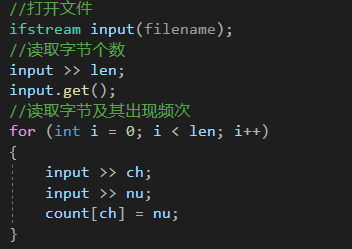 //打开文件
ifstream input(filename);
//读取字节个数
input >> len;
input.get();
//读取字节及其出现频次
for (int i = 0; i < len; i++)
{
    input >> ch;
    input >> nu;
    count[ch] = nu;
}